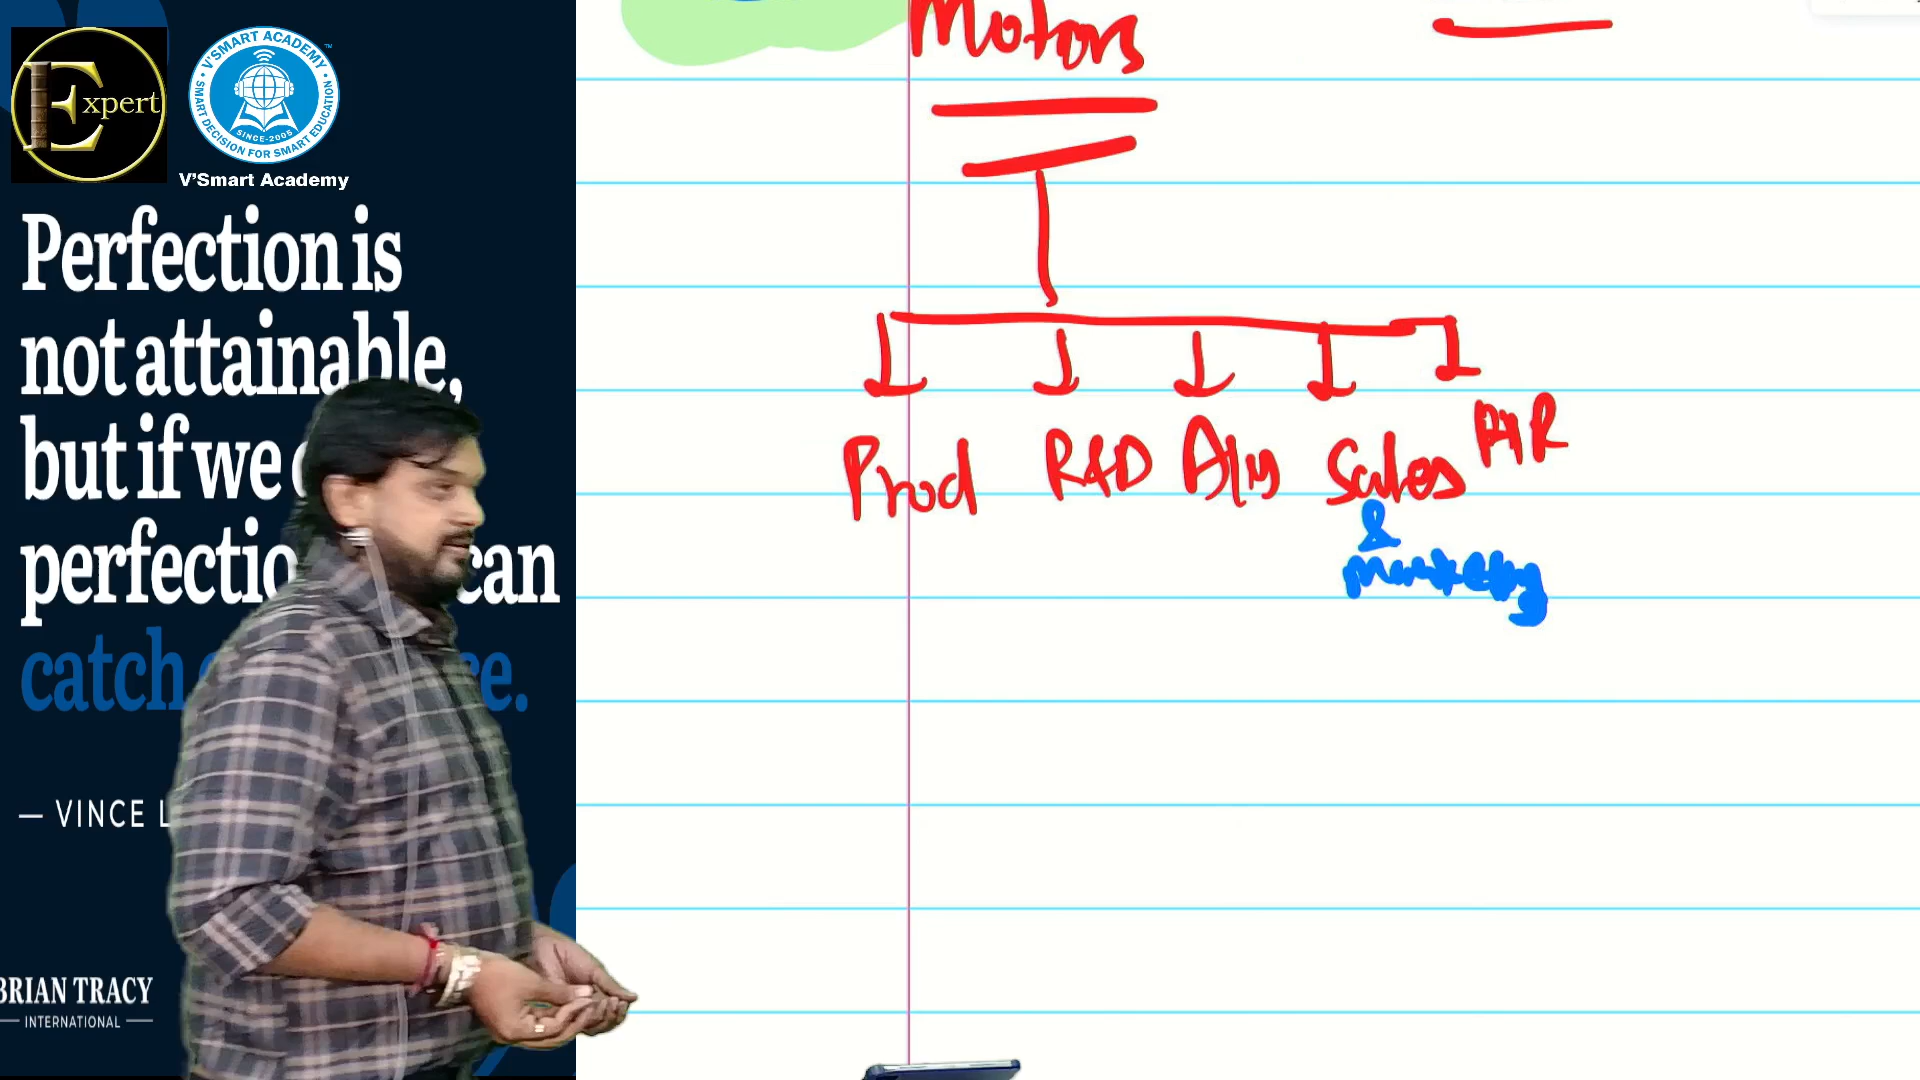 Expert
V'SMART ACADEMY
SMART DECISION FOR SMART EDUCATION
SINCE-2005
TM
V'Smart Academy
Perfection is
not attainable,
but if we
perfectio can
catch e.
— VINCE L
BRIAN TRACY
INTERNATIONAL
Motors
Prod R&D A/c Sales HR
&
marketing